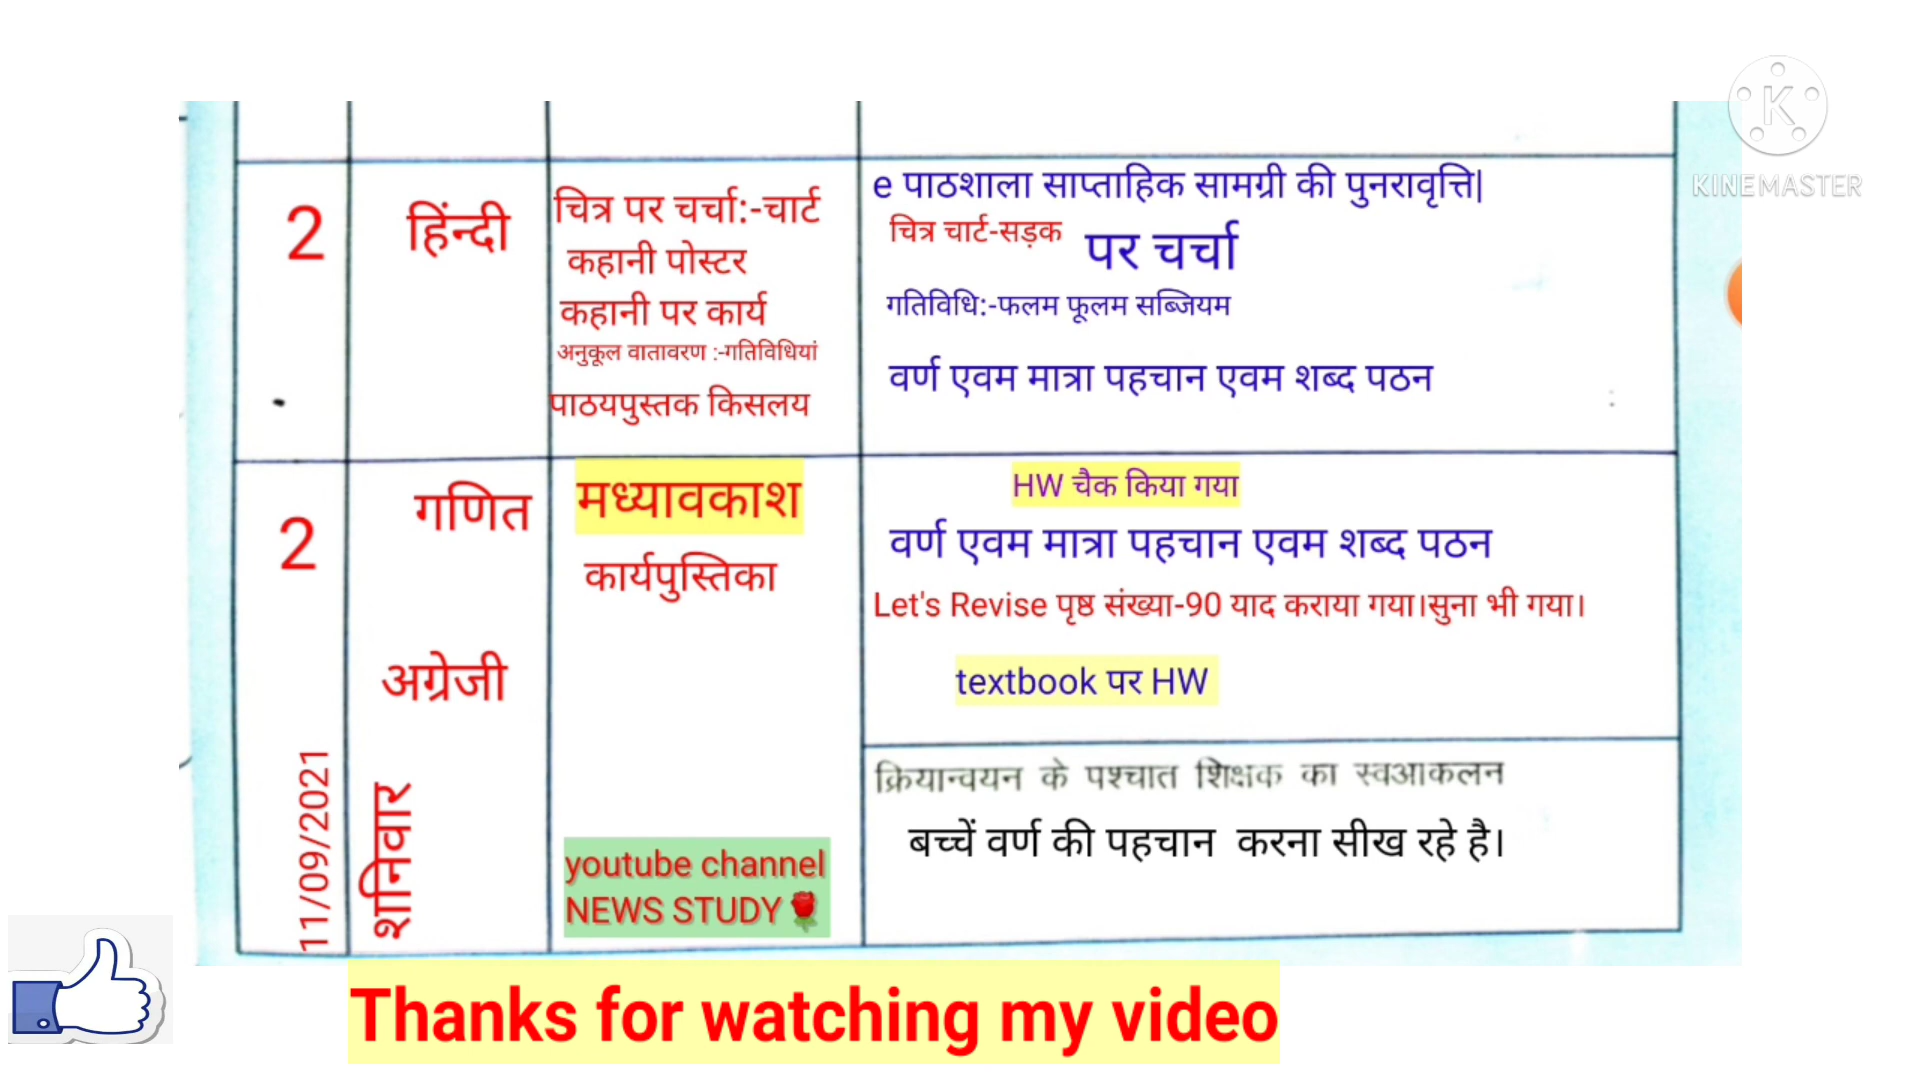 KINEMASTER
2
हिंन्दी
चित्र पर चर्चा:-चार्ट
कहानी पोस्टर
कहानी पर कार्य
अनुकूल वातावरण :-गतिविधियां
पाठयपुस्तक किसलय
e पाठशाला साप्ताहिक सामग्री की पुनरावृत्ति|
चित्र चार्ट-सड़क पर चर्चा
गतिविधि:-फलम फूलम सब्जियम
वर्ण एवम मात्रा पहचान एवम शब्द पठन
2
गणित
अग्रेजी
मध्यावकाश
कार्यपुस्तिका
HW चैक किया गया
वर्ण एवम मात्रा पहचान एवम शब्द पठन
Let's Revise पृष्ठ संख्या-90 याद कराया गया।सुना भी गया।
textbook पर HW
11/09/2021
शनिवार
youtube channel
NEWS STUDY🌹
क्रियान्वयन के पश्चात शिक्षक का स्वआकलन
बच्चें वर्ण की पहचान करना सीख रहे है।
Thanks for watching my video